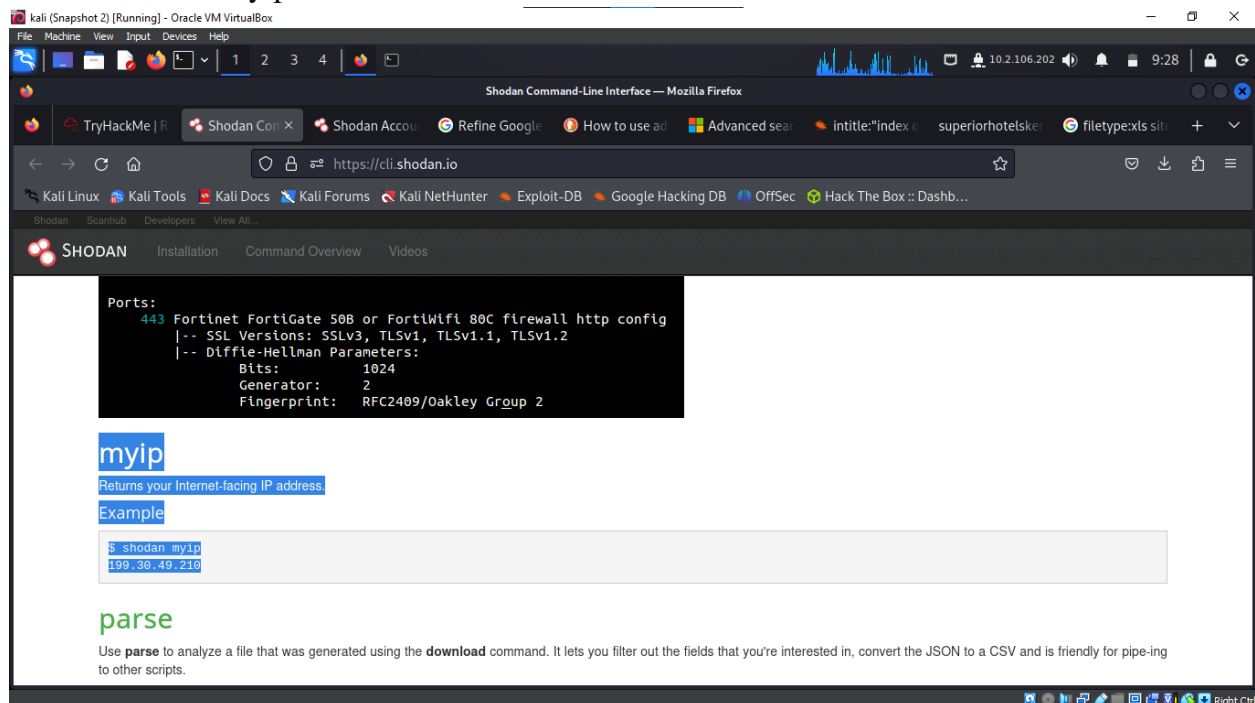 kali (Snapshot 2) [Running] - Oracle VM VirtualBox
File Machine View Input Devices Help
1 2 3 4 10.2.106.202 9:28
Shodan Command-Line Interface — Mozilla Firefox
TryHackMe | R Shodan Com Shodan Accou Refine Google How to use ad Advanced sear intitle:"index o superiorhotelsker filetype:xls site
https://cli.shodan.io
Kali Linux Kali Tools Kali Docs Kali Forums Kali NetHunter Exploit-DB Google Hacking DB OffSec Hack The Box :: Dashb...
Shodan Scanhub Developers View All...
SHODAN Installation Command Overview Videos
Ports:
443 Fortinet FortiGate 50B or FortiWifi 80C firewall http config
|-- SSL Versions: SSLv3, TLSv1, TLSv1.1, TLSv1.2
|-- Diffie-Hellman Parameters:
Bits: 1024
Generator: 2
Fingerprint: RFC2409/Oakley Group 2
myip
Returns your Internet-facing IP address.
Example
$ shodan myip
199.30.49.210
parse
Use parse to analyze a file that was generated using the download command. It lets you filter out the fields that you're interested in, convert the JSON to a CSV and is friendly for pipe-ing
to other scripts.
Right Ctrl